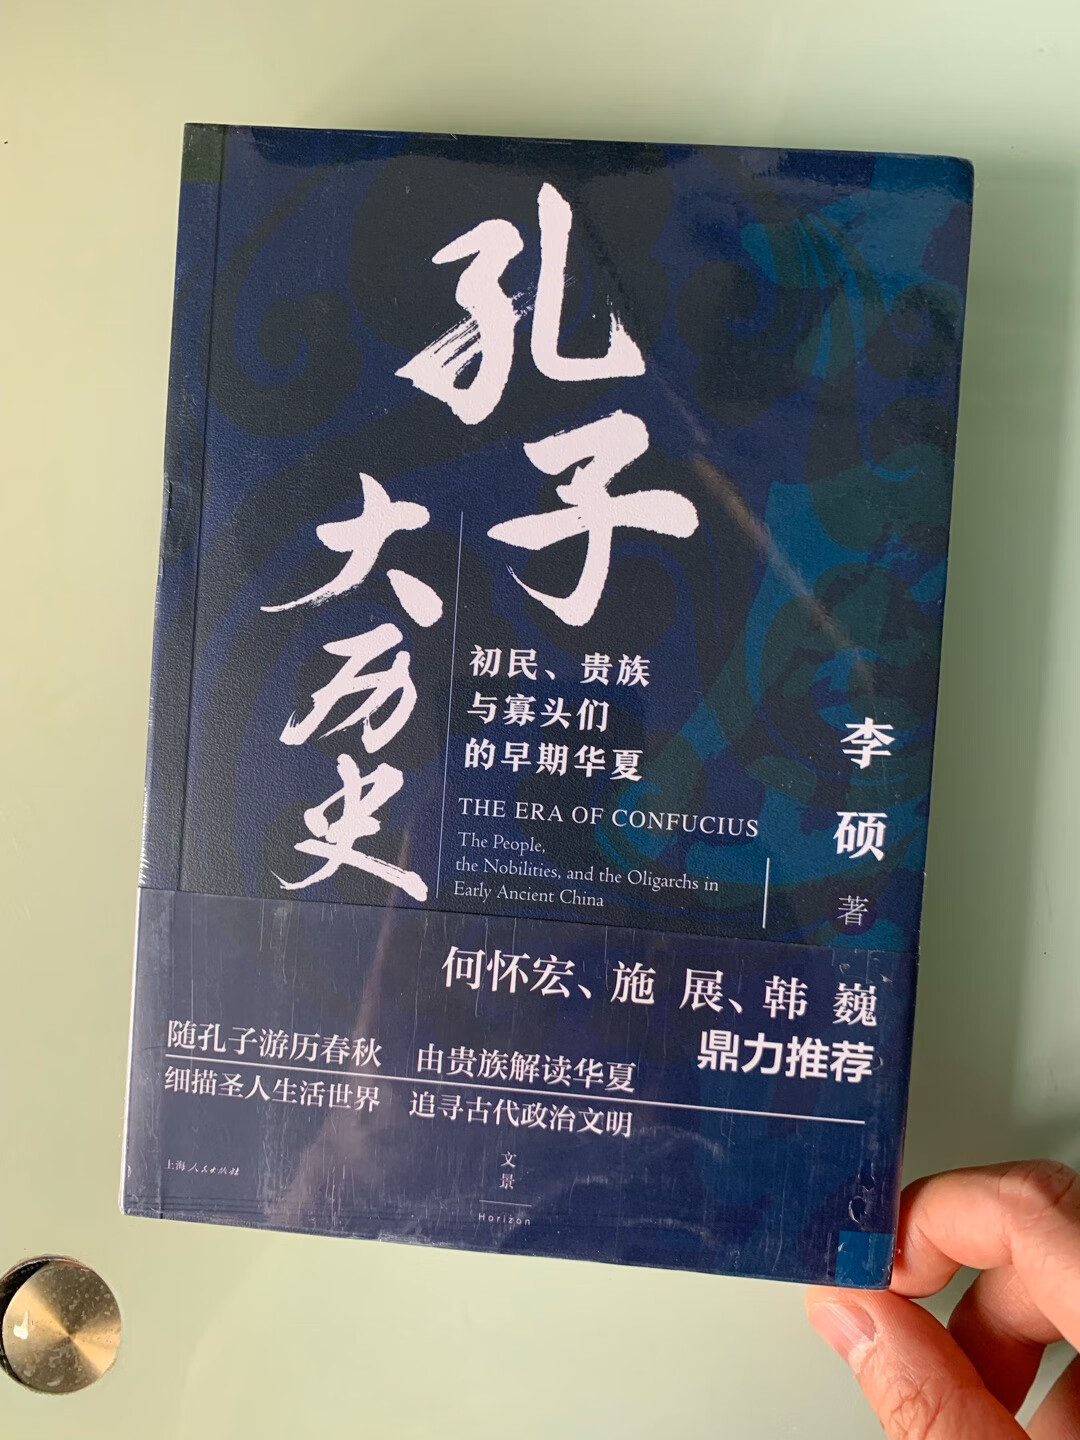 孔子
大历史
初民、贵族
与寡头们
的早期华夏
THE ERA OF CONFUCIUS
The People,
the Nobilities, and the Oligarchs in
Early Ancient China
李硕 著
何怀宏、施 展、韩 巍
鼎力推荐
随孔子游历春秋 由贵族解读华夏
细描圣人生活世界 追寻古代政治文明
上海人民出版社
文景
Horizon